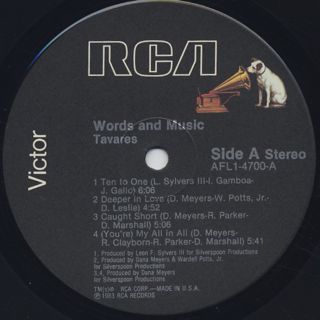 RCA
Victor
Words and Music
Tavares
Side A Stereo
AFL1-4700-A
1 Ten to One (L. Sylvers III-I. Gamboa-
J. Gallo) 6:06
2 Deeper in Love (D. Meyers-W. Potts, Jr.-
D. Leslie) 4:52
3 Caught Short (D. Meyers-R. Parker-
D. Marshall) 5:06
4 (You're) My All in All (D. Meyers-
R. Clayborn-R. Parker-D. Marshall) 5:41
1. Produced by Leon F. Sylvers III for Silverspoon Productions
2. Produced by Dana Meyers & Wardell Potts, Jr.
for Silverspoon Productions
3,4. Produced by Dana Meyers
for Silverspoon Productions
TM(s)® RCA CORP.—MADE IN U.S.A.
℗1983 RCA RECORDS